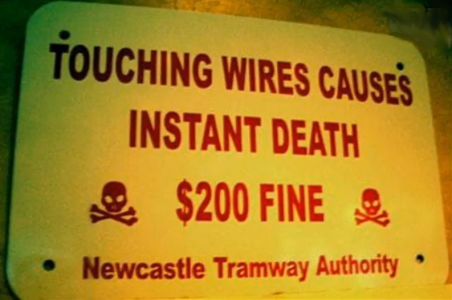 TOUCHING WIRES CAUSES
INSTANT DEATH
$200 FINE
Newcastle Tramway Authority